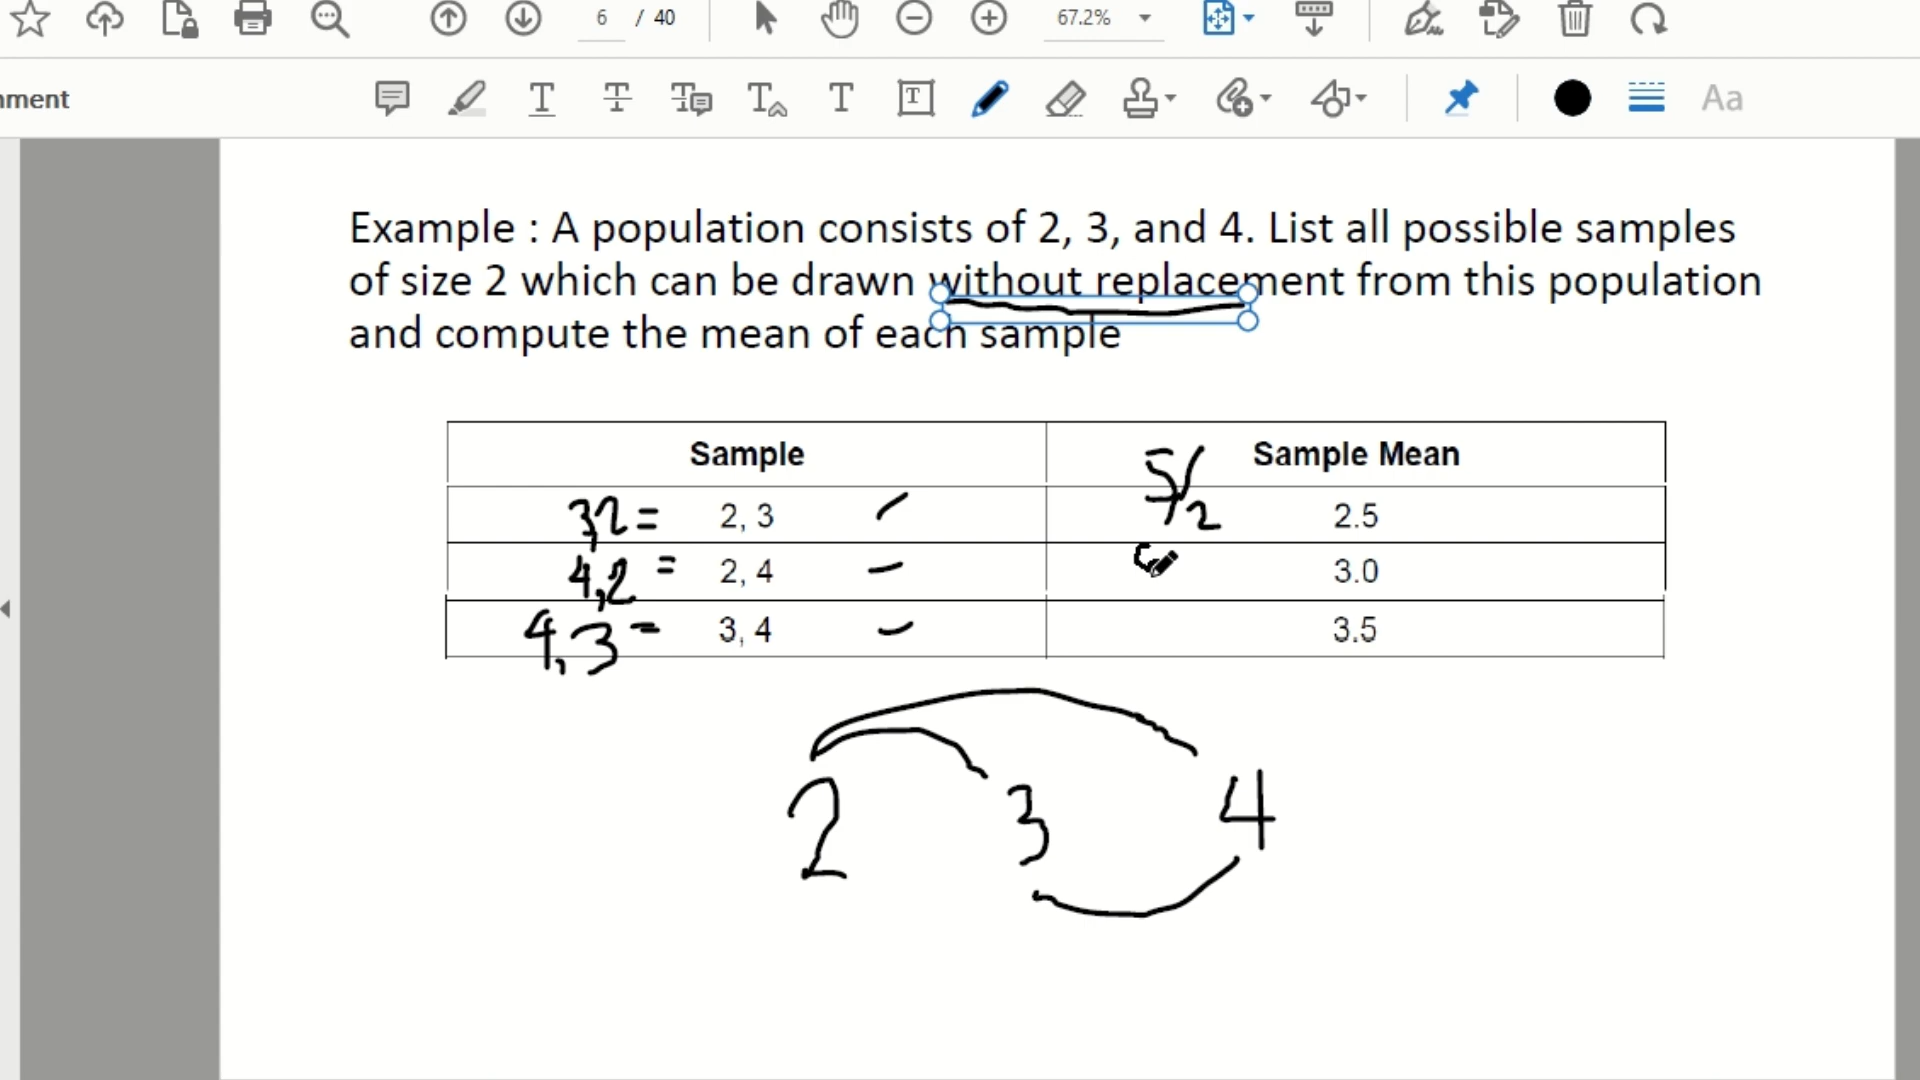 6 / 40
67.2%
nment
T T T T T T Aa
Example : A population consists of 2, 3, and 4. List all possible samples
of size 2 which can be drawn without replacement from this population
and compute the mean of each sample
Sample Sample Mean
3,2 = 2, 3 5/2 2.5
4,2 = 2, 4 3.0
4,3 = 3, 4 3.5
2 3 4